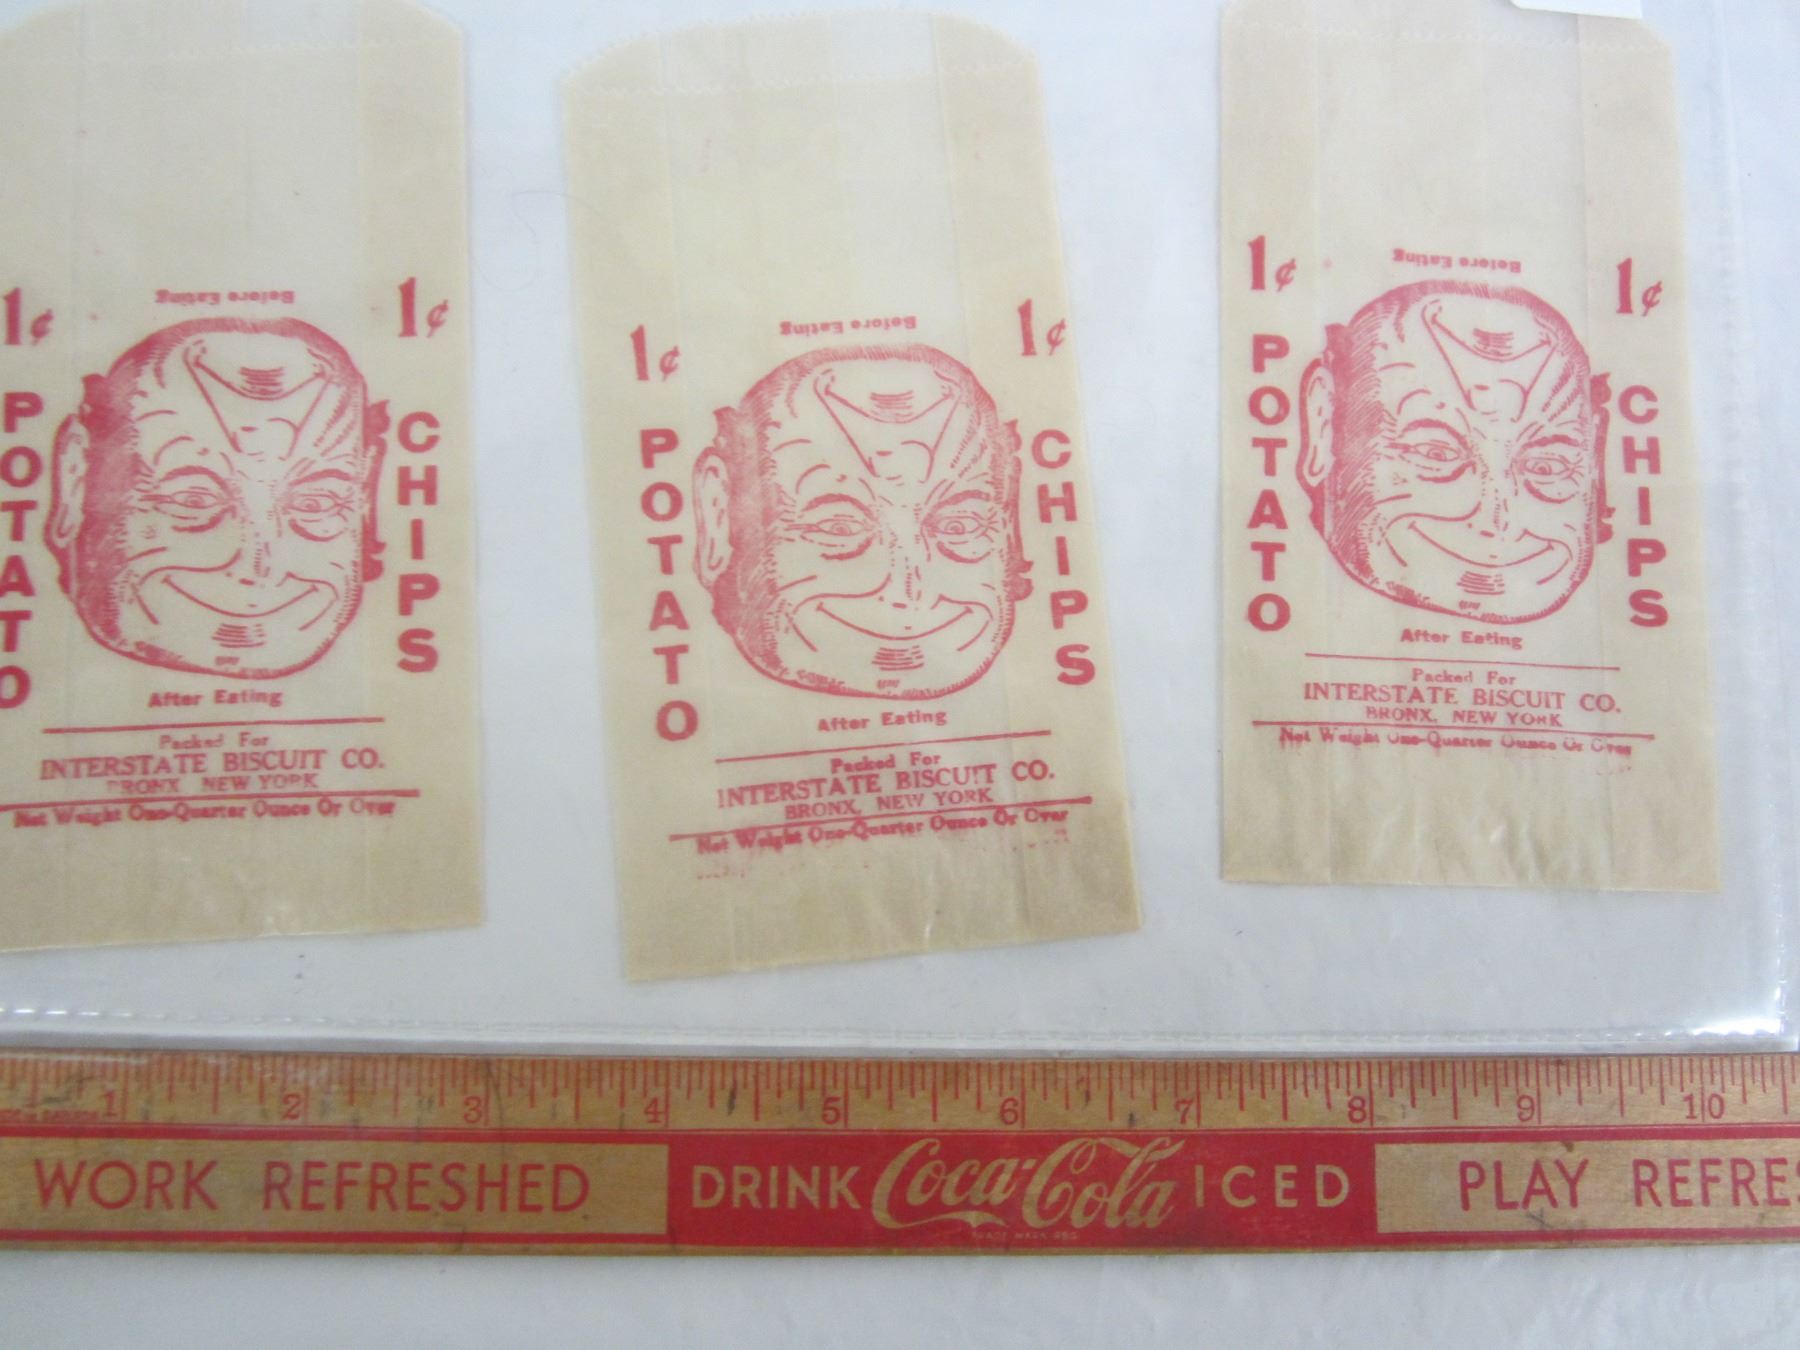 1¢ 1¢
Before Eating
POTATO CHIPS
After Eating
Packed For
INTERSTATE BISCUIT CO.
BRONX, NEW YORK
Net Weight One-Quarter Ounce Or Over
1¢ 1¢
Before Eating
POTATO CHIPS
After Eating
Packed For
INTERSTATE BISCUIT CO.
BRONX, NEW YORK
Net Weight One-Quarter Ounce Or Over
1¢ 1¢
Before Eating
POTATO CHIPS
After Eating
Packed For
INTERSTATE BISCUIT CO.
BRONX, NEW YORK
Net Weight One-Quarter Ounce Or Over
1 2 3 4 5 6 7 8 9 10
WORK REFRESHED DRINK Coca-Cola ICED PLAY REFRES
TRADE MARK REG.